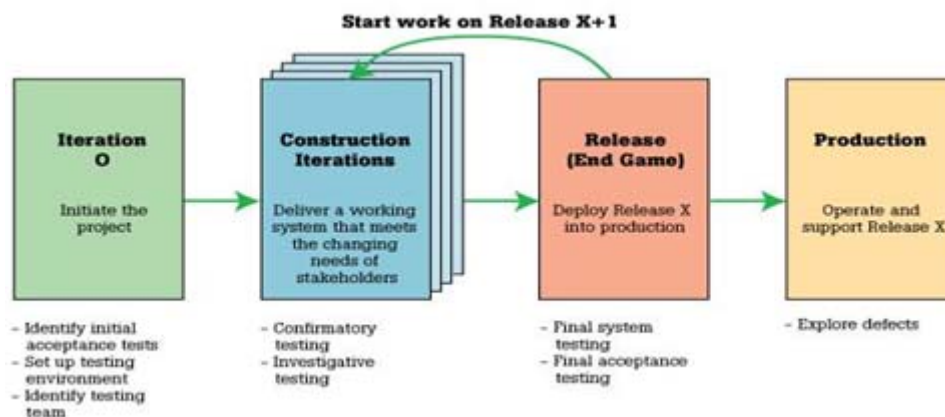 Start work on Release X+1
Iteration
O
Initiate the
project
Construction
Iterations
Deliver a working
system that meets
the changing
needs of
stakeholders
Release
(End Game)
Deploy Release X
into production
Production
Operate and
support Release X
– Identify initial
acceptance tests
– Set up testing
environment
– Identify testing
team
– Confirmatory
testing
– Investigative
testing
– Final system
testing
– Final acceptance
testing
– Explore defects